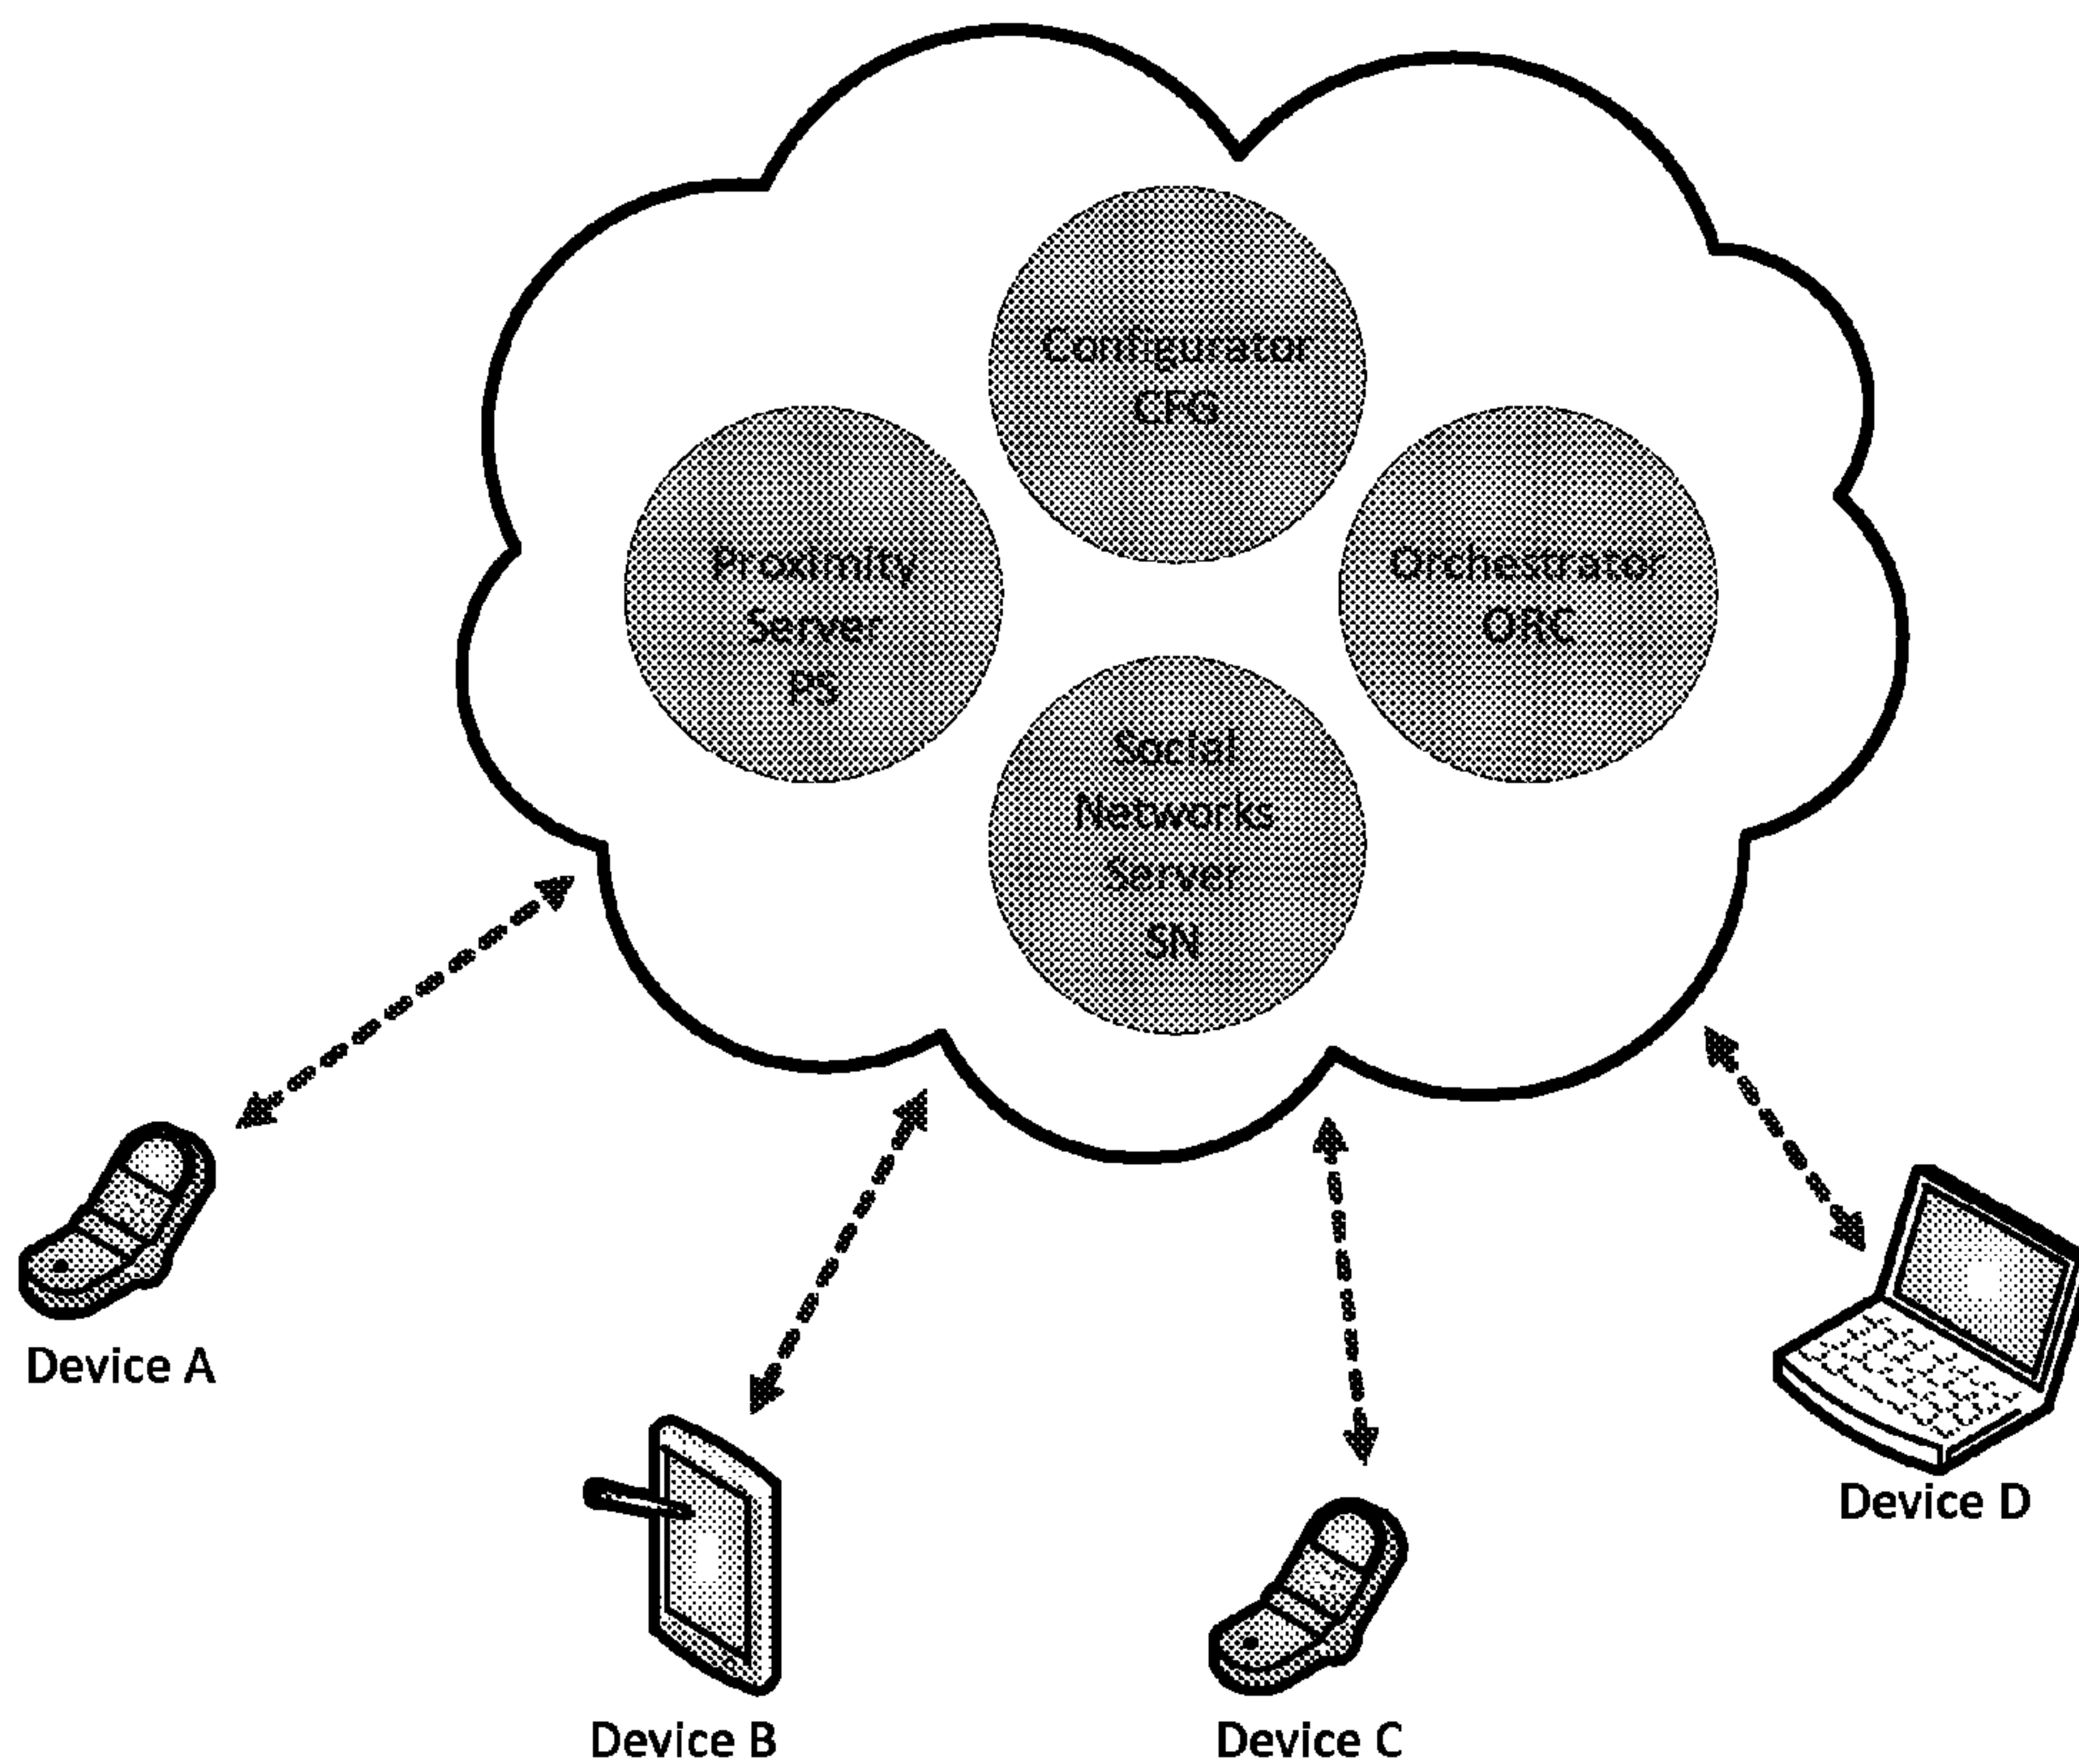 Configurator
CFG
Proximity
Server
PS
Orchestrator
ORC
Social
Networks
Server
SN
Device A
Device B
Device C
Device D